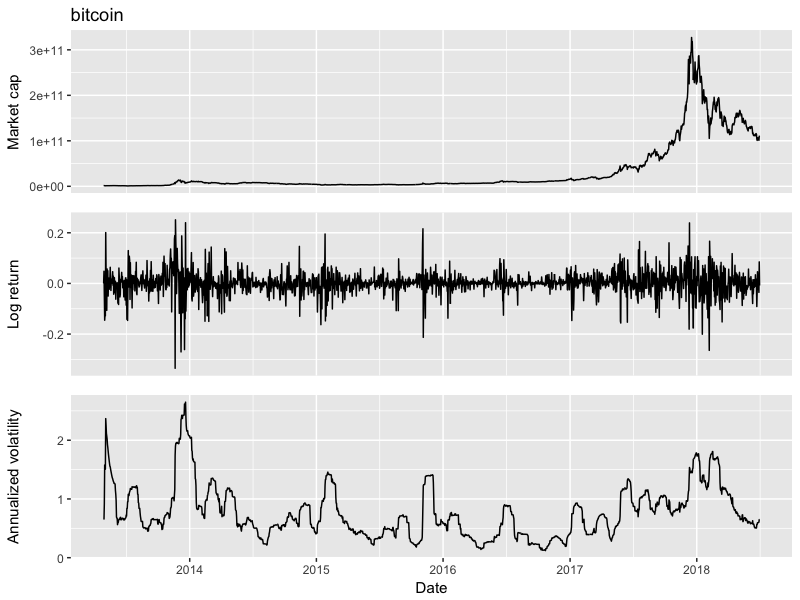 bitcoin
Market cap
3e+11
2e+11
1e+11
0e+00
Log return
0.2
0.0
-0.2
Annualized volatility
2
1
0
2014 2015 2016 2017 2018
Date